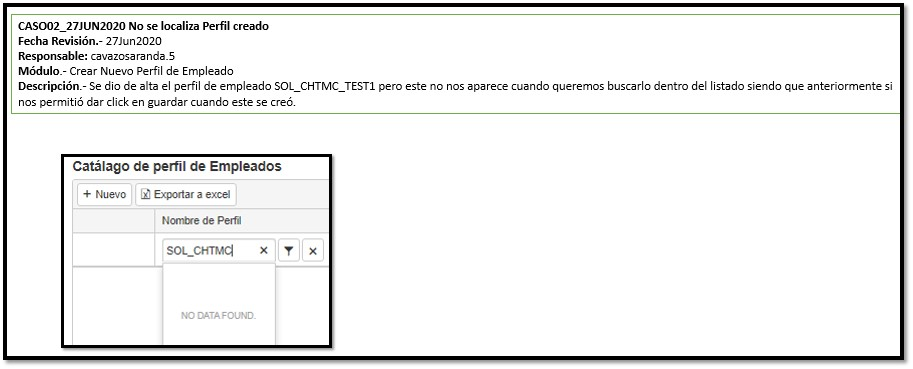 CASO02_27JUN2020 No se localiza Perfil creado
Fecha Revisión.- 27Jun2020
Responsable: cavazosaranda.5
Módulo.- Crear Nuevo Perfil de Empleado
Descripción.- Se dio de alta el perfil de empleado SOL_CHTMC_TEST1 pero este no nos aparece cuando queremos buscarlo dentro del listado siendo que anteriormente si
nos permitió dar click en guardar cuando este se creó.
Catálago de perfil de Empleados
+ Nuevo Exportar a excel
Nombre de Perfil
SOL_CHTMC
NO DATA FOUND.